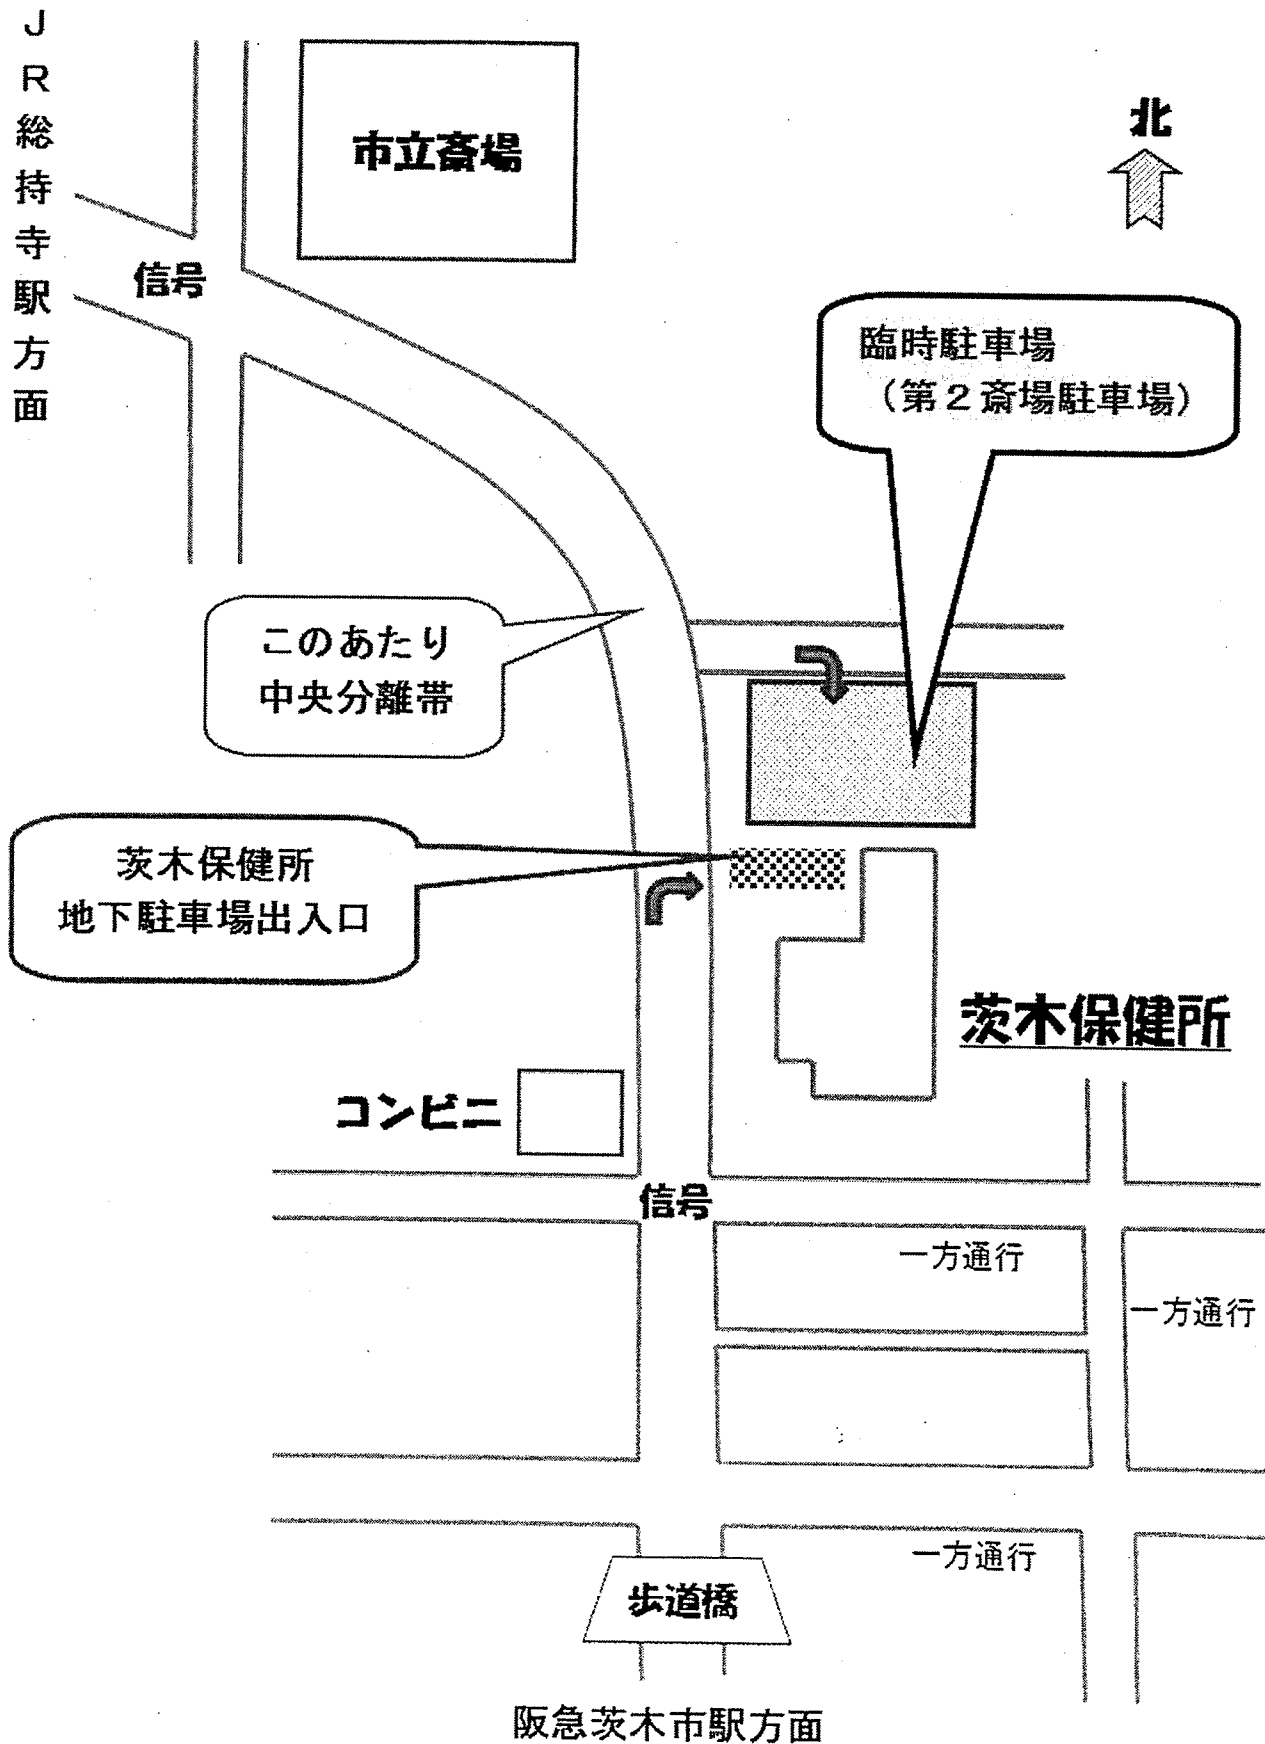 JR総持寺駅方面
市立斎場
北
信号
臨時駐車場
（第２斎場駐車場）
このあたり
中央分離帯
茨木保健所
地下駐車場出入口
茨木保健所
コンビニ
信号
一方通行
一方通行
一方通行
歩道橋
阪急茨木市駅方面